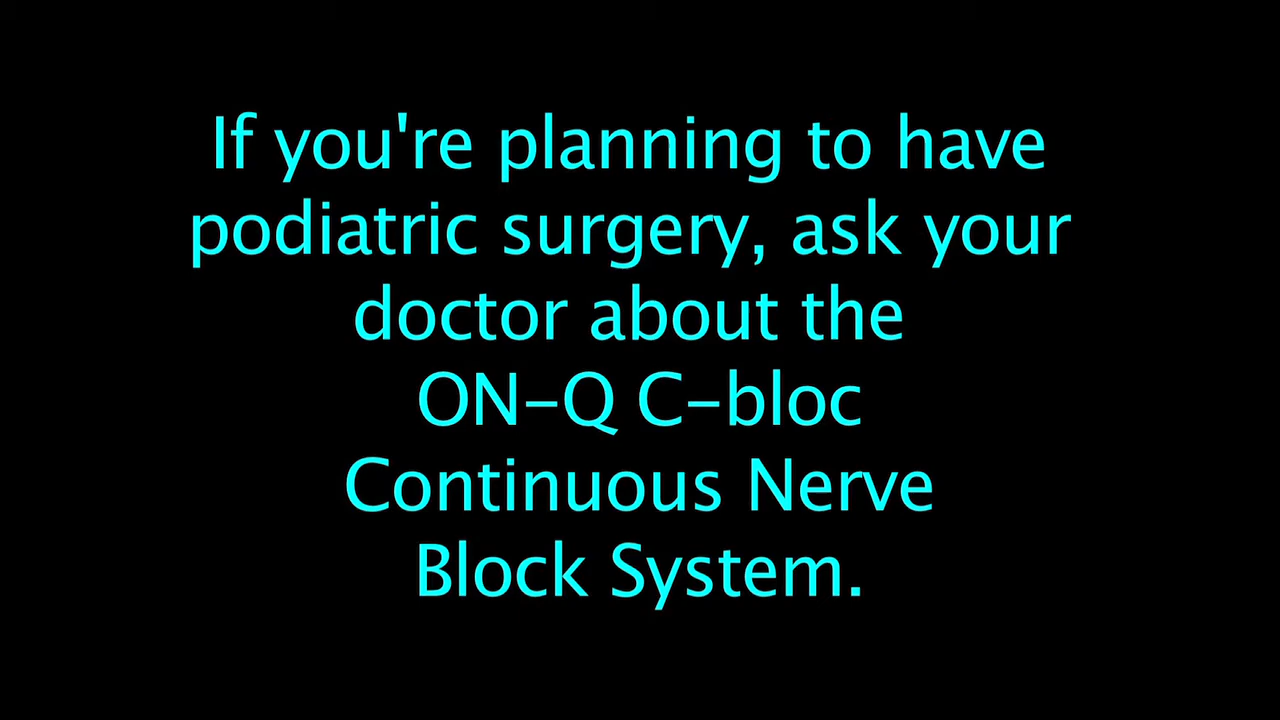 If you're planning to have
podiatric surgery, ask your
doctor about the
ON-Q C-bloc
Continuous Nerve
Block System.